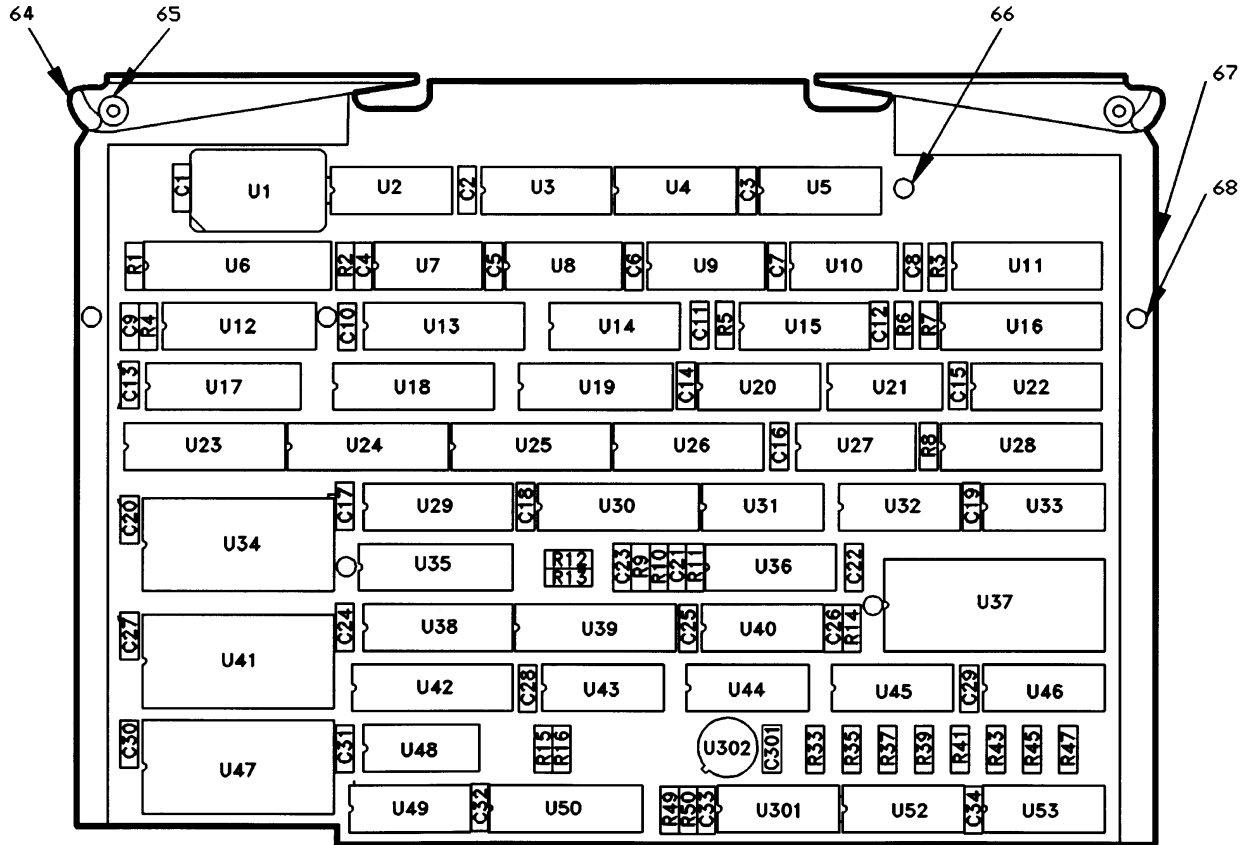 64 65 66
67
68
C1 U1 U2 C2 U3 U4 C3 U5
R1 U6 R2 C4 U7 C5 U8 C6 U9 C7 U10 C8 R3 U11
C9 R4 U12 C10 U13 U14 C11 R5 U15 C12 R6 R7 U16
C13 U17 U18 U19 C14 U20 U21 C15 U22
U23 U24 U25 U26 C16 U27 R8 U28
C20 U34 C17 U29 C18 U30 U31 U32 C19 U33
U35 R12 R13 C23 R9 R10 C21 R11 U36 C22 U37
C27 U41 C24 U38 U39 C25 U40 C26 R14
U42 C28 U43 U44 U45 C29 U46
C30 U47 C31 U48 R15 R16 U302 C301 R33 R35 R37 R39 R41 R43 R45 R47
U49 C32 U50 R49 R50 C33 U301 U52 C34 U53